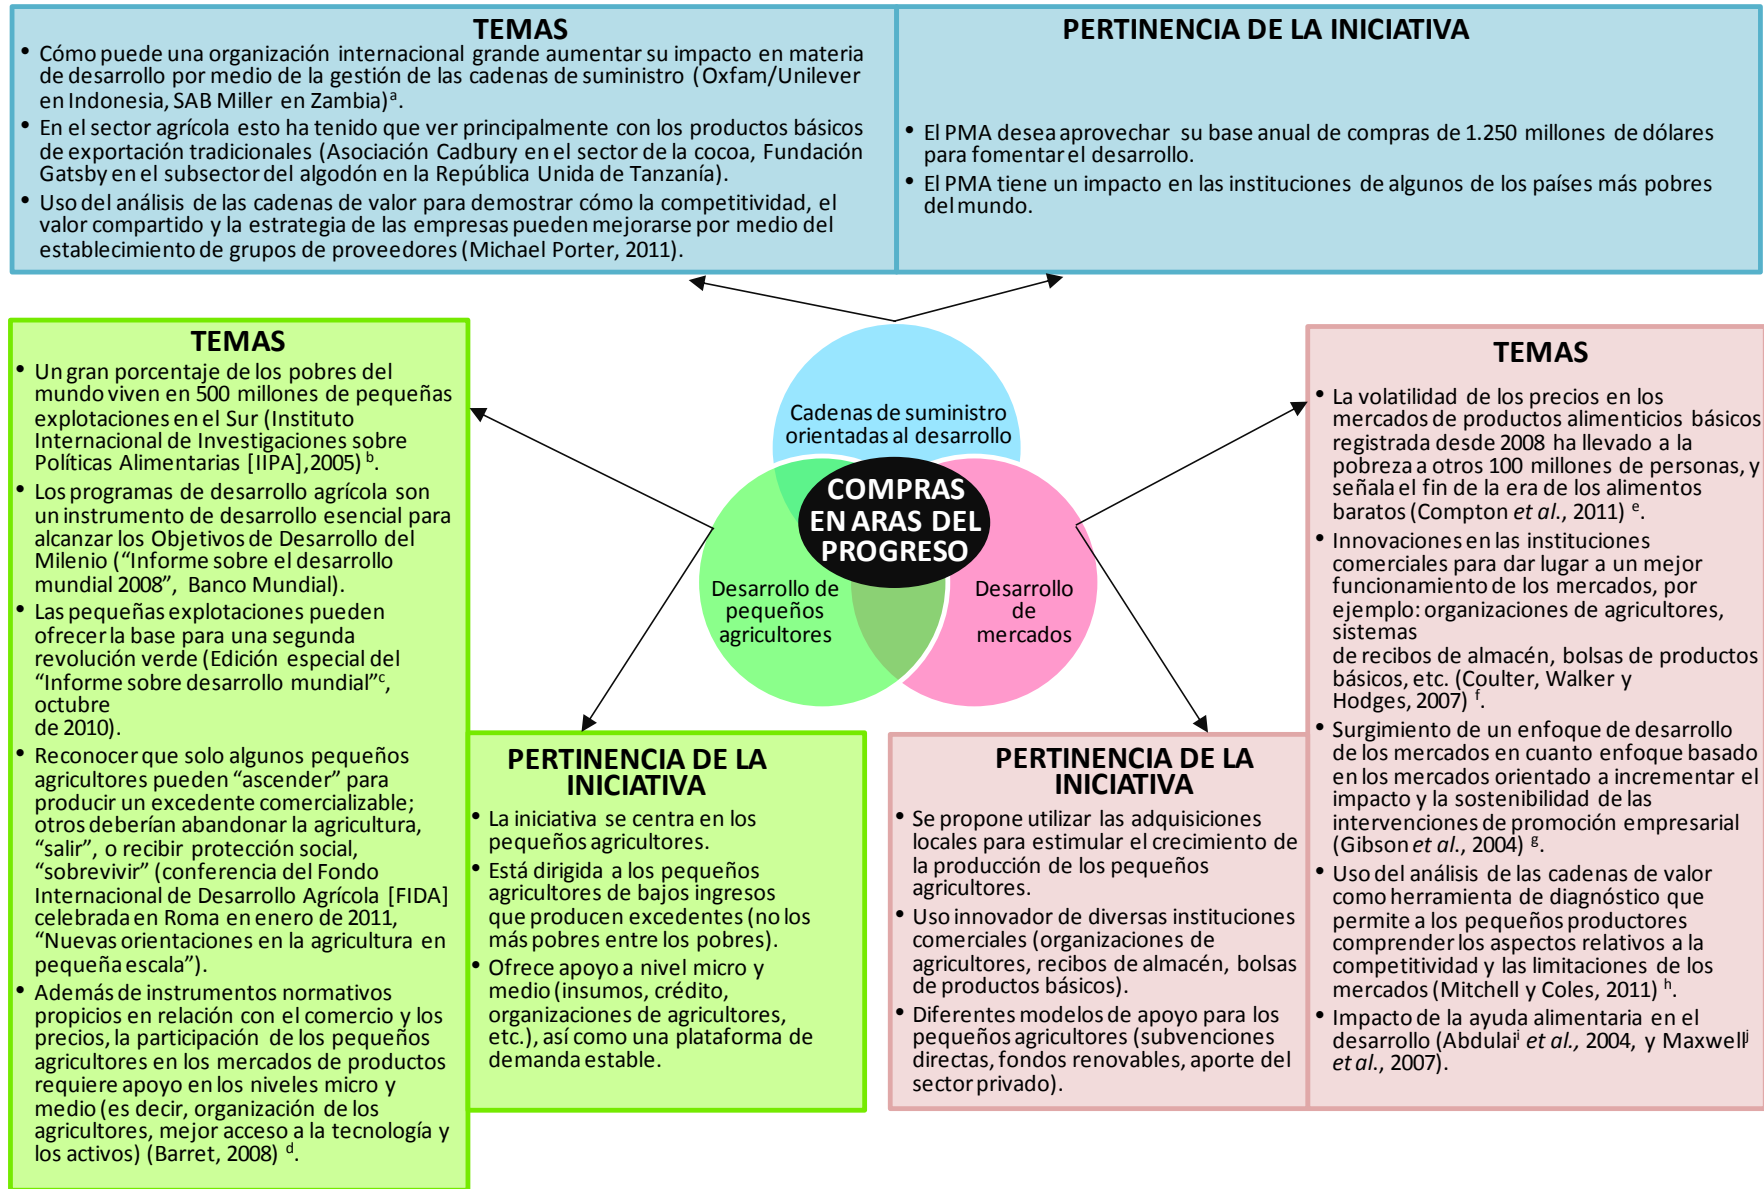 TEMAS
• Cómo puede una organización internacional grande aumentar su impacto en materia
de desarrollo por medio de la gestión de las cadenas de suministro (Oxfam/Unilever
en Indonesia, SAB Miller en Zambia)ᵃ.
• En el sector agrícola esto ha tenido que ver principalmente con los productos básicos
de exportación tradicionales (Asociación Cadbury en el sector de la cocoa, Fundación
Gatsby en el subsector del algodón en la República Unida de Tanzanía).
• Uso del análisis de las cadenas de valor para demostrar cómo la competitividad, el
valor compartido y la estrategia de las empresas pueden mejorarse por medio del
establecimiento de grupos de proveedores (Michael Porter, 2011).
PERTINENCIA DE LA INICIATIVA
• El PMA desea aprovechar su base anual de compras de 1.250 millones de dólares
para fomentar el desarrollo.
• El PMA tiene un impacto en las instituciones de algunos de los países más pobres
del mundo.
TEMAS
• Un gran porcentaje de los pobres del
mundo viven en 500 millones de pequeñas
explotaciones en el Sur (Instituto
Internacional de Investigaciones sobre
Políticas Alimentarias [IIPA],2005) ᵇ.
• Los programas de desarrollo agrícola son
un instrumento de desarrollo esencial para
alcanzar los Objetivos de Desarrollo del
Milenio (“Informe sobre el desarrollo
mundial 2008”, Banco Mundial).
• Las pequeñas explotaciones pueden
ofrecer la base para una segunda
revolución verde (Edición especial del
“Informe sobre desarrollo mundial”ᶜ,
octubre
de 2010).
• Reconocer que solo algunos pequeños
agricultores pueden “ascender” para
producir un excedente comercializable;
otros deberían abandonar la agricultura,
“salir”, o recibir protección social,
“sobrevivir” (conferencia del Fondo
Internacional de Desarrollo Agrícola [FIDA]
celebrada en Roma en enero de 2011,
“Nuevas orientaciones en la agricultura en
pequeña escala”).
• Además de instrumentos normativos
propicios en relación con el comercio y los
precios, la participación de los pequeños
agricultores en los mercados de productos
requiere apoyo en los niveles micro y
medio (es decir, organización de los
agricultores, mejor acceso a la tecnología y
los activos) (Barret, 2008) ᵈ.
Cadenas de suministro
orientadas al desarrollo
COMPRAS
EN ARAS DEL
PROGRESO
Desarrollo de
pequeños
agricultores
Desarrollo
de
mercados
PERTINENCIA DE LA
INICIATIVA
• La iniciativa se centra en los
pequeños agricultores.
• Está dirigida a los pequeños
agricultores de bajos ingresos
que producen excedentes (no los
más pobres entre los pobres).
• Ofrece apoyo a nivel micro y
medio (insumos, crédito,
organizaciones de agricultores,
etc.), así como una plataforma de
demanda estable.
PERTINENCIA DE LA
INICIATIVA
• Se propone utilizar las adquisiciones
locales para estimular el crecimiento de
la producción de los pequeños
agricultores.
• Uso innovador de diversas instituciones
comerciales (organizaciones de
agricultores, recibos de almacén, bolsas
de productos básicos).
• Diferentes modelos de apoyo para los
pequeños agricultores (subvenciones
directas, fondos renovables, aporte del
sector privado).
TEMAS
• La volatilidad de los precios en los
mercados de productos alimenticios básicos
registrada desde 2008 ha llevado a la
pobreza a otros 100 millones de personas, y
señala el fin de la era de los alimentos
baratos (Compton et al., 2011) ᵉ.
• Innovaciones en las instituciones
comerciales para dar lugar a un mejor
funcionamiento de los mercados, por
ejemplo: organizaciones de agricultores,
sistemas
de recibos de almacén, bolsas de productos
básicos, etc. (Coulter, Walker y
Hodges, 2007) ᶠ.
• Surgimiento de un enfoque de desarrollo
de los mercados en cuanto enfoque basado
en los mercados orientado a incrementar el
impacto y la sostenibilidad de las
intervenciones de promoción empresarial
(Gibson et al., 2004) ᵍ.
• Uso del análisis de las cadenas de valor
como herramienta de diagnóstico que
permite a los pequeños productores
comprender los aspectos relativos a la
competitividad y las limitaciones de los
mercados (Mitchell y Coles, 2011) ʰ.
• Impacto de la ayuda alimentaria en el
desarrollo (Abdulaiⁱ et al., 2004, y Maxwellʲ
et al., 2007).